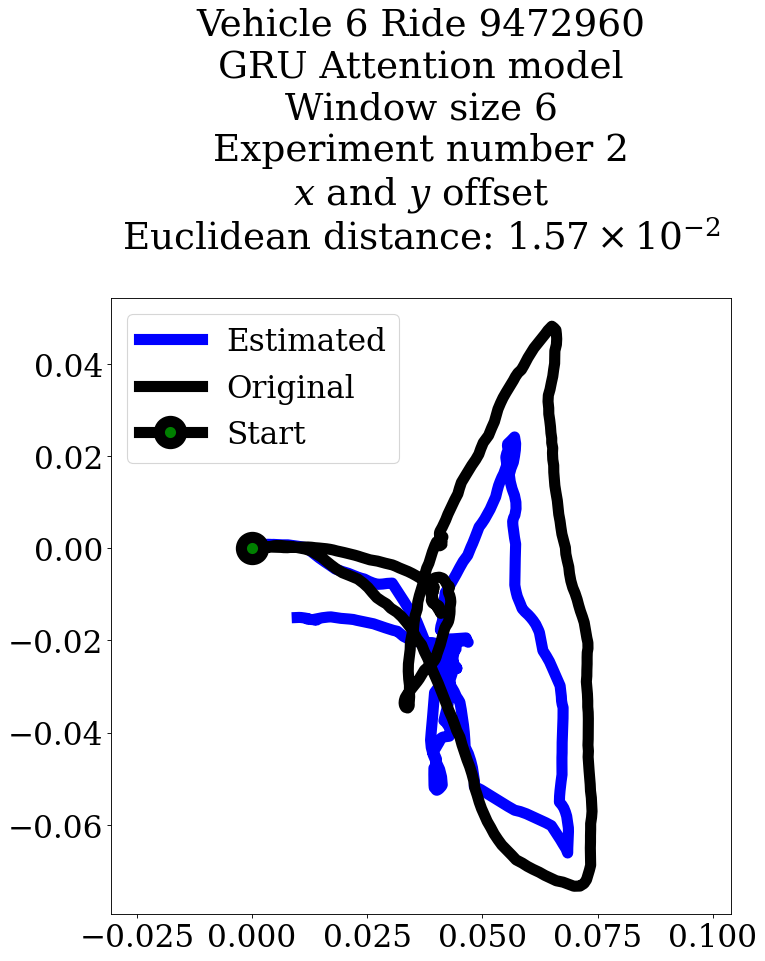 Vehicle 6 Ride 9472960
GRU Attention model
Window size 6
Experiment number 2
x and y offset
Euclidean distance: 1.57 × 10⁻²
Estimated
Original
Start
0.04
0.02
0.00
−0.02
−0.04
−0.06
−0.025 0.000 0.025 0.050 0.075 0.100